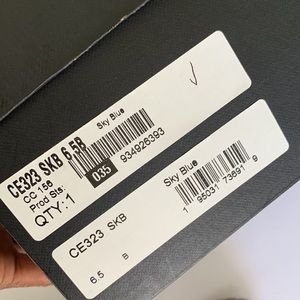 CE323 SKB 6.5B
Sky Blue
CC 156
Prod Sts:
035
934926393
QTY:1
CE323 SKB
Sky Blue
6.5 B
1 95031 73691 9